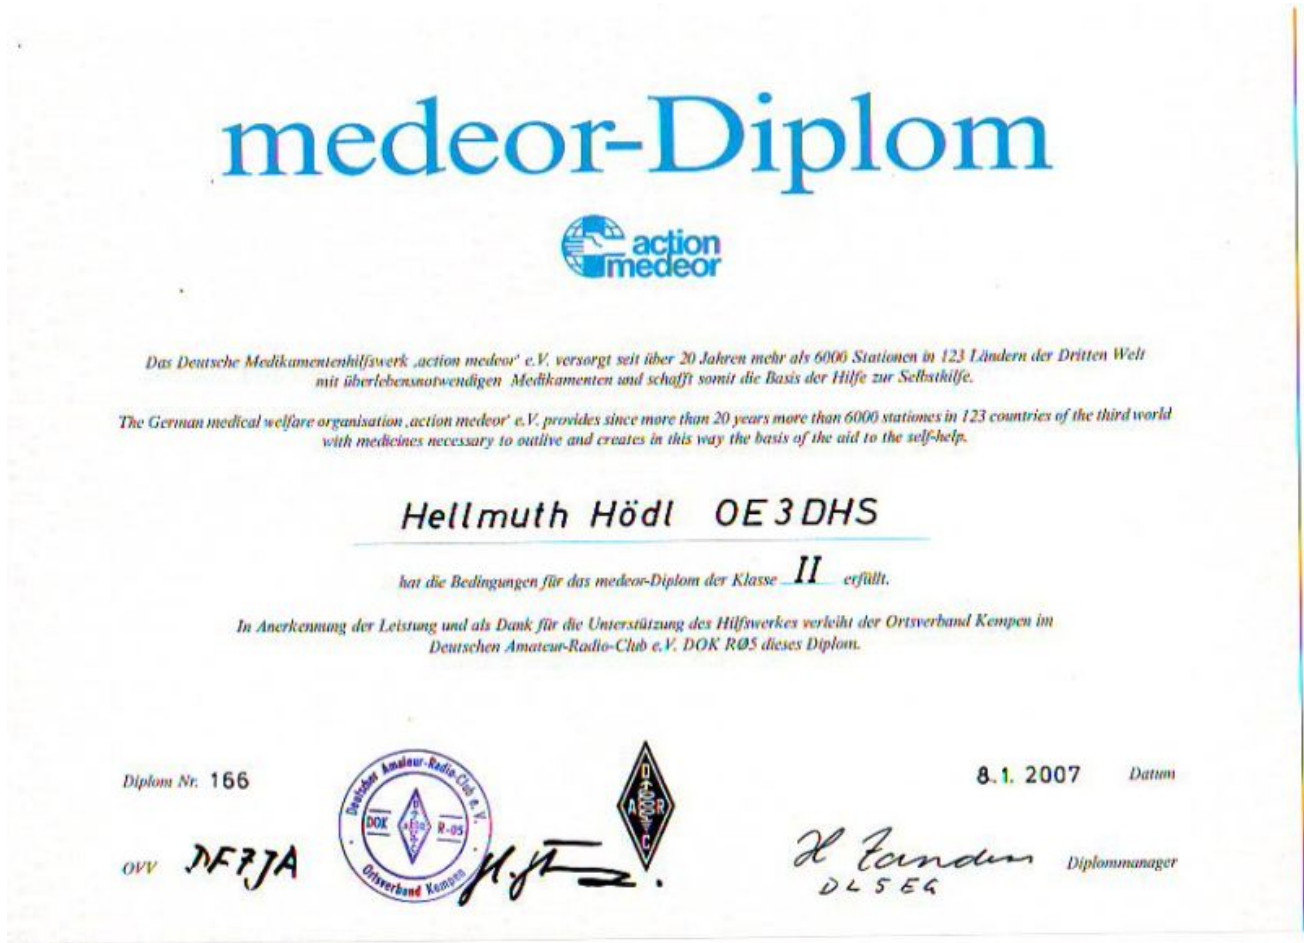 medeor-Diplom
action
medeor
Das Deutsche Medikamentenhilfswerk ‚action medeor' e.V. versorgt seit über 20 Jahren mehr als 6000 Stationen in 123 Ländern der Dritten Welt
mit überlebensnotwendigen Medikamenten und schafft somit die Basis der Hilfe zur Selbsthilfe.
The German medical welfare organisation ‚action medeor' e.V. provides since more than 20 years more than 6000 stationes in 123 countries of the third world
with medicines necessary to outlive and creates in this way the basis of the aid to the self-help.
Hellmuth Hödl OE3DHS
hat die Bedingungen für das medeor-Diplom der Klasse II erfüllt.
In Anerkennung der Leistung und als Dank für die Unterstützung des Hilfswerkes verleiht der Ortsverband Kempen im
Deutschen Amateur-Radio-Club e.V. DOK RØ5 dieses Diplom.
Diplom Nr. 166
8.1. 2007 Datum
Deutscher Amateur-Radio-Club e.V.
DOK R-05
Ortsverband Kempen
D
A R
C
OVV DF7JA
H Zanders Diplommanager
DL5EG